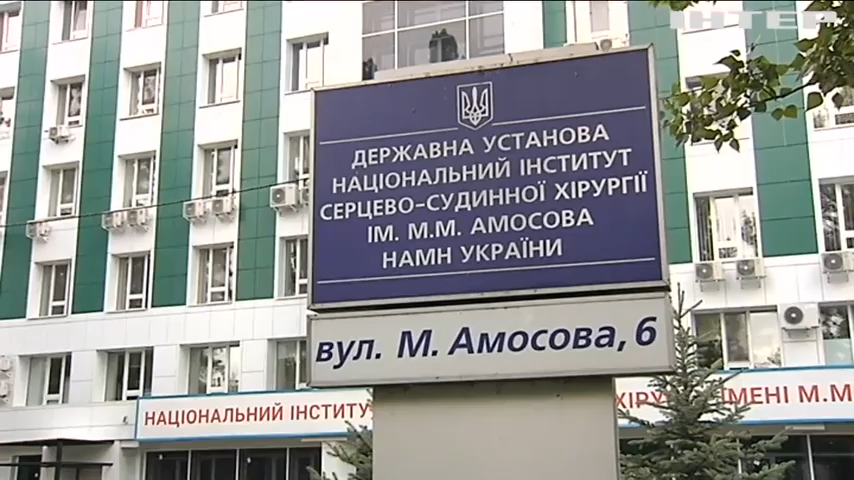 ІНТЕР
ДЕРЖАВНА УСТАНОВА
НАЦІОНАЛЬНИЙ ІНСТИТУТ
СЕРЦЕВО-СУДИННОЇ ХІРУРГІЇ
ІМ. М.М. АМОСОВА
НАМН УКРАЇНИ
вул. М. Амосова, 6
НАЦІОНАЛЬНИЙ ІНСТИТУ ХІРУ ІМЕНІ М.М